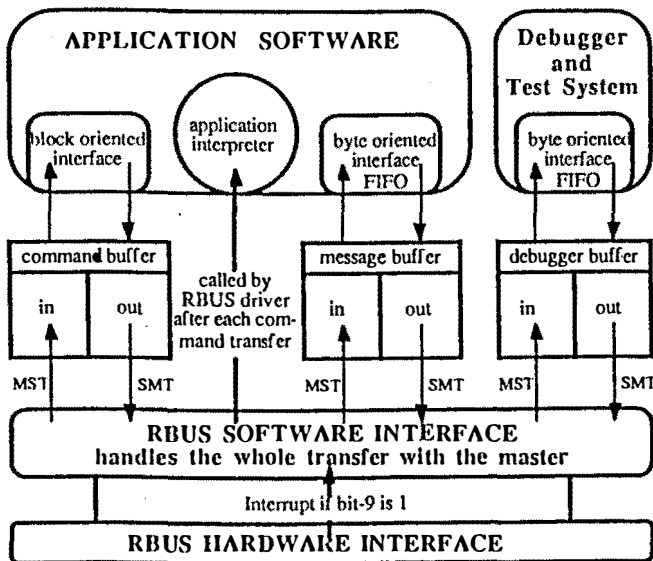 APPLICATION SOFTWARE
Debugger
and
Test System
block oriented
interface
application
interpreter
byte oriented
interface
FIFO
byte oriented
interface
FIFO
command buffer
in
out
called by
RBUS driver
after each com-
mand transfer
message buffer
in
out
debugger buffer
in
out
MST
SMT
MST
SMT
MST
SMT
RBUS SOFTWARE INTERFACE
handles the whole transfer with the master
Interrupt if bit-9 is 1
RBUS HARDWARE INTERFACE